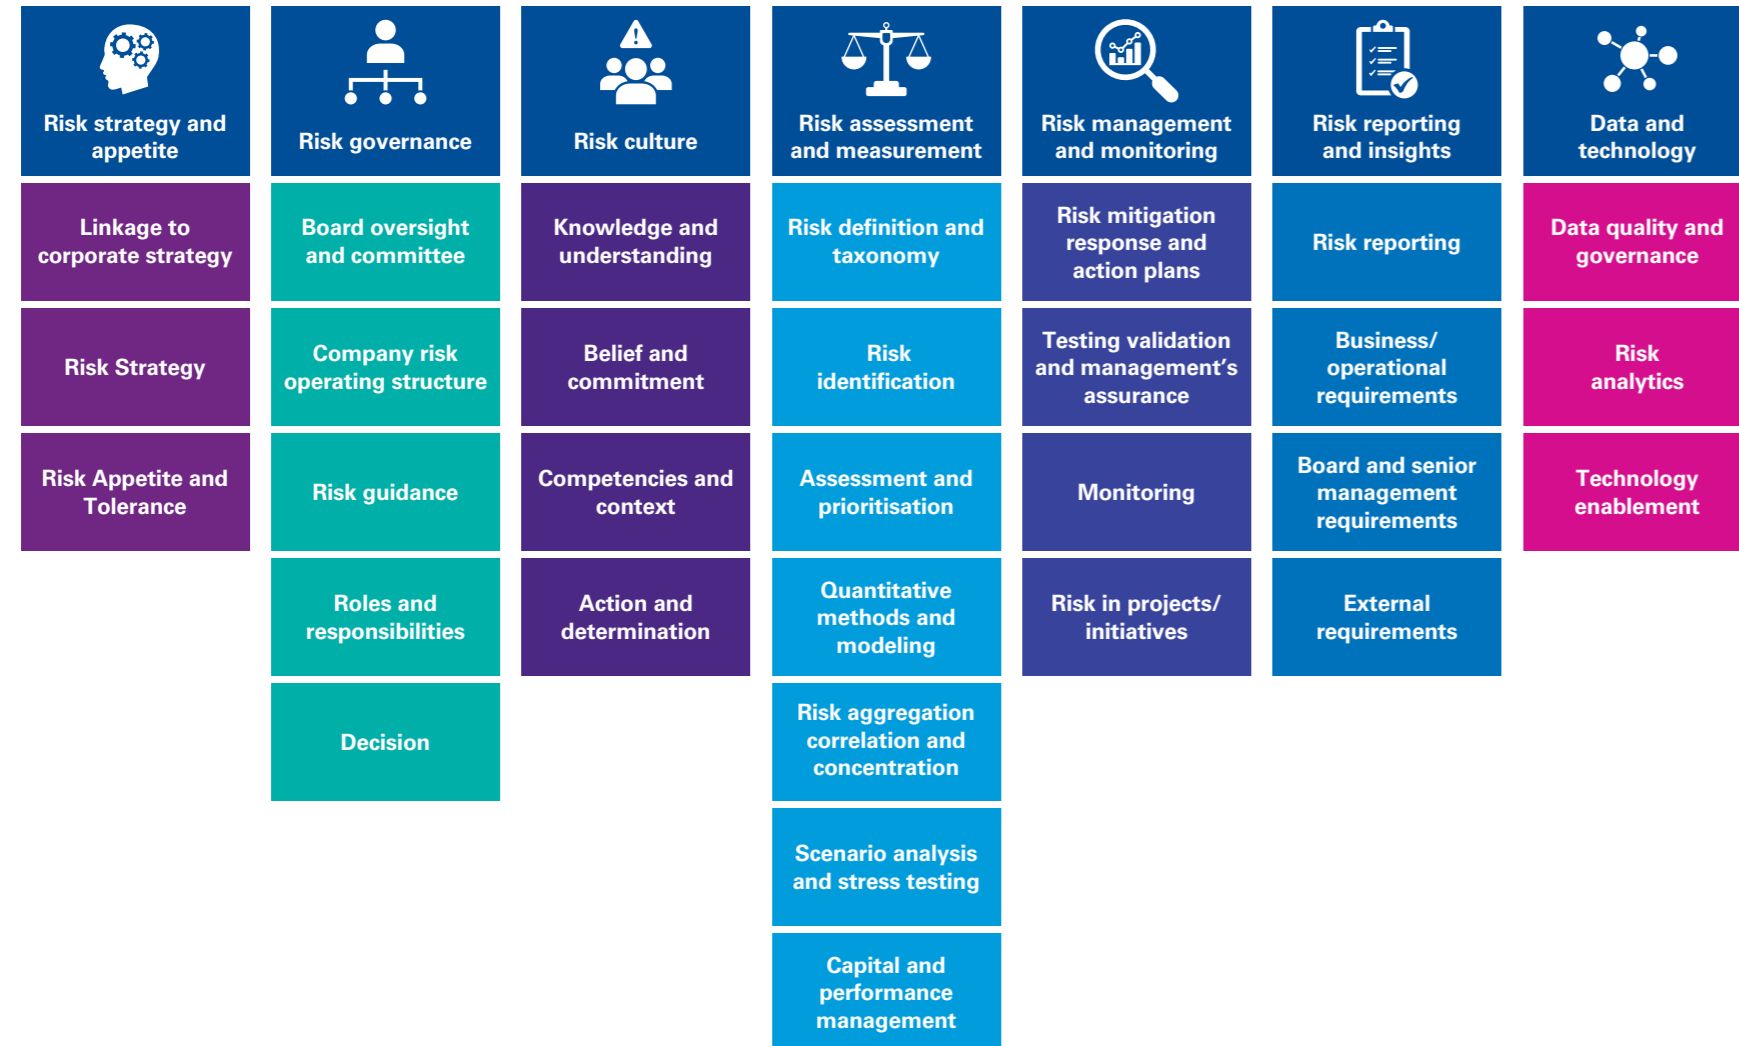 Risk strategy and
appetite
Risk governance
Risk culture
Risk assessment
and measurement
Risk management
and monitoring
Risk reporting
and insights
Data and
technology
Linkage to
corporate strategy
Board oversight
and committee
Knowledge and
understanding
Risk definition and
taxonomy
Risk mitigation
response and
action plans
Risk reporting
Data quality and
governance
Risk Strategy
Company risk
operating structure
Belief and
commitment
Risk
identification
Testing validation
and management’s
assurance
Business/
operational
requirements
Risk
analytics
Risk Appetite and
Tolerance
Risk guidance
Competencies and
context
Assessment and
prioritisation
Monitoring
Board and senior
management
requirements
Technology
enablement
Roles and
responsibilities
Action and
determination
Quantitative
methods and
modeling
Risk in projects/
initiatives
External
requirements
Decision
Risk aggregation
correlation and
concentration
Scenario analysis
and stress testing
Capital and
performance
management